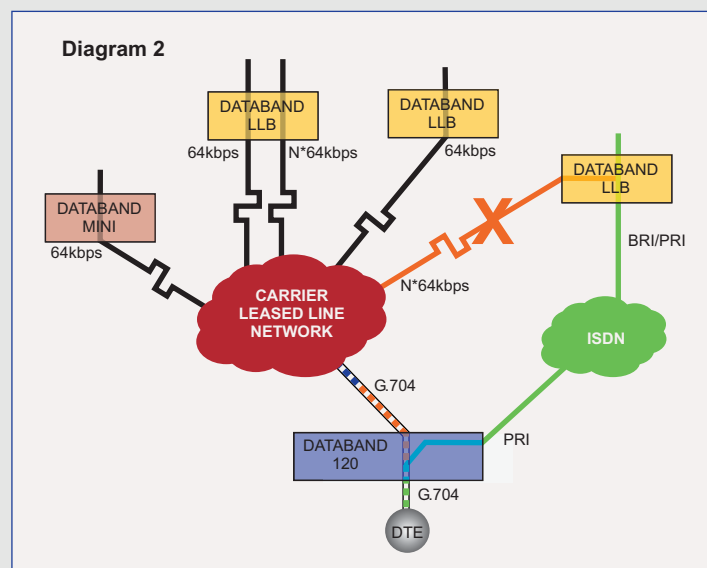 Diagram 2
DATABAND
LLB
64kbps
N*64kbps
DATABAND
LLB
64kbps
DATABAND
LLB
DATABAND
MINI
64kbps
BRI/PRI
N*64kbps
CARRIER
LEASED LINE
NETWORK
ISDN
G.704
DATABAND
120
PRI
G.704
DTE